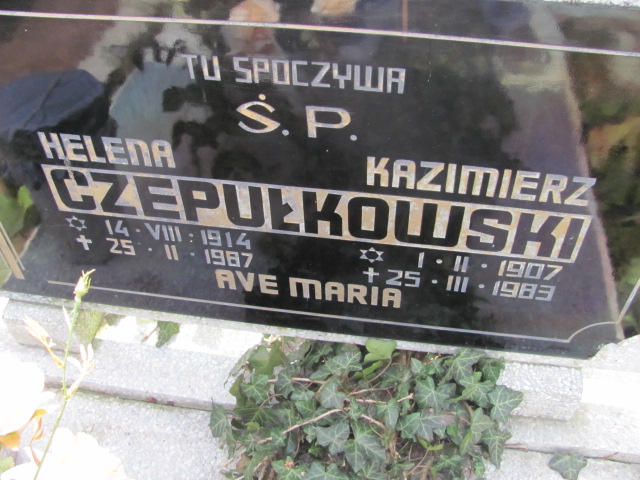 TU SPOCZYWA
Ś. P.
HELENA KAZIMIERZ
CZEPUŁKOWSKI
✡ 14 · VIII · 1914 ✡ 1 · II · 1907
✝ 25 · II · 1987 ✝ 25 · III · 1983
AVE MARIA